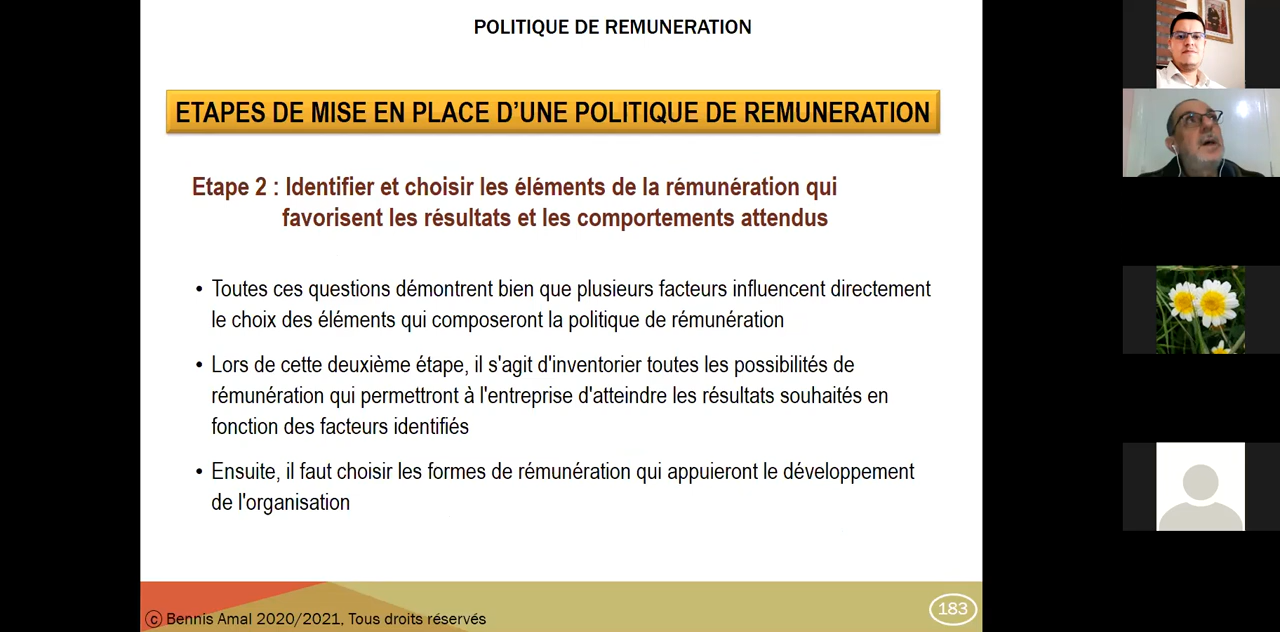 POLITIQUE DE REMUNERATION
ETAPES DE MISE EN PLACE D’UNE POLITIQUE DE REMUNERATION
Etape 2 : Identifier et choisir les éléments de la rémunération qui
favorisent les résultats et les comportements attendus
• Toutes ces questions démontrent bien que plusieurs facteurs influencent directement
le choix des éléments qui composeront la politique de rémunération
• Lors de cette deuxième étape, il s'agit d'inventorier toutes les possibilités de
rémunération qui permettront à l'entreprise d'atteindre les résultats souhaités en
fonction des facteurs identifiés
• Ensuite, il faut choisir les formes de rémunération qui appuieront le développement
de l'organisation
© Bennis Amal 2020/2021, Tous droits réservés
183